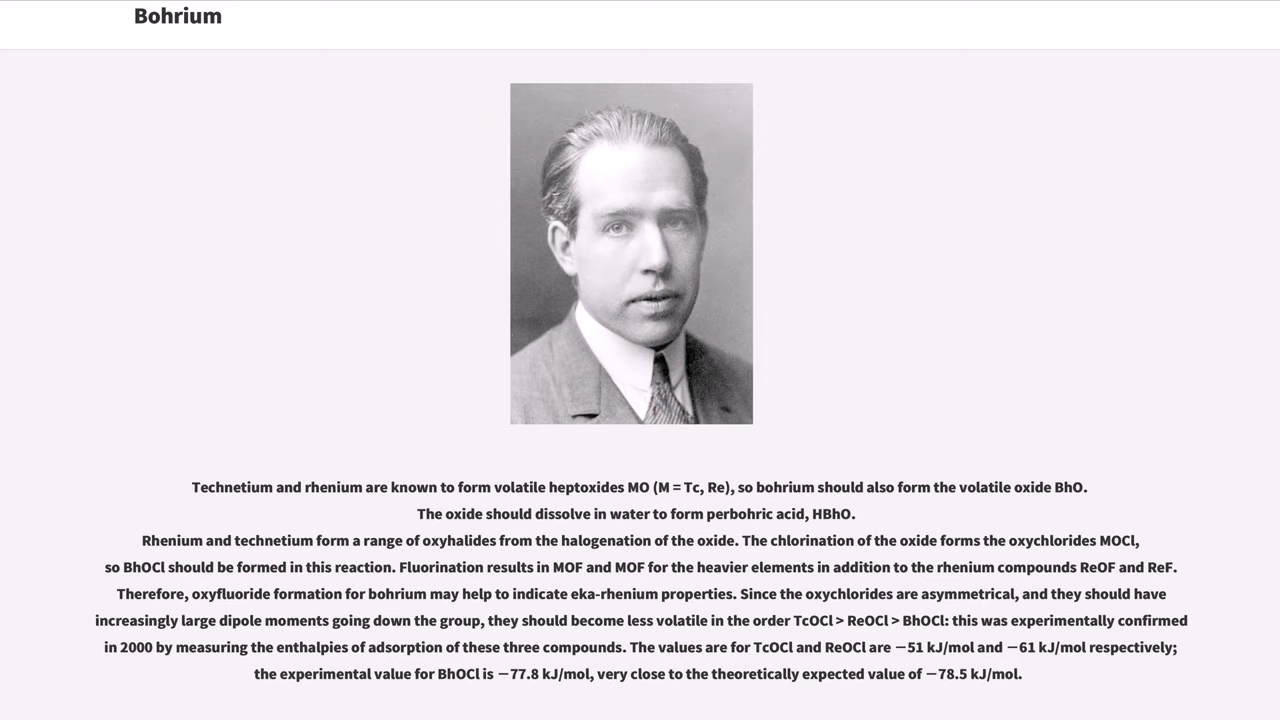 Bohrium
Technetium and rhenium are known to form volatile heptoxides MO (M = Tc, Re), so bohrium should also form the volatile oxide BhO.
The oxide should dissolve in water to form perbohric acid, HBhO.
Rhenium and technetium form a range of oxyhalides from the halogenation of the oxide. The chlorination of the oxide forms the oxychlorides MOCl,
so BhOCl should be formed in this reaction. Fluorination results in MOF and MOF for the heavier elements in addition to the rhenium compounds ReOF and ReF.
Therefore, oxyfluoride formation for bohrium may help to indicate eka-rhenium properties. Since the oxychlorides are asymmetrical, and they should have
increasingly large dipole moments going down the group, they should become less volatile in the order TcOCl > ReOCl > BhOCl: this was experimentally confirmed
in 2000 by measuring the enthalpies of adsorption of these three compounds. The values are for TcOCl and ReOCl are −51 kJ/mol and −61 kJ/mol respectively;
the experimental value for BhOCl is −77.8 kJ/mol, very close to the theoretically expected value of −78.5 kJ/mol.